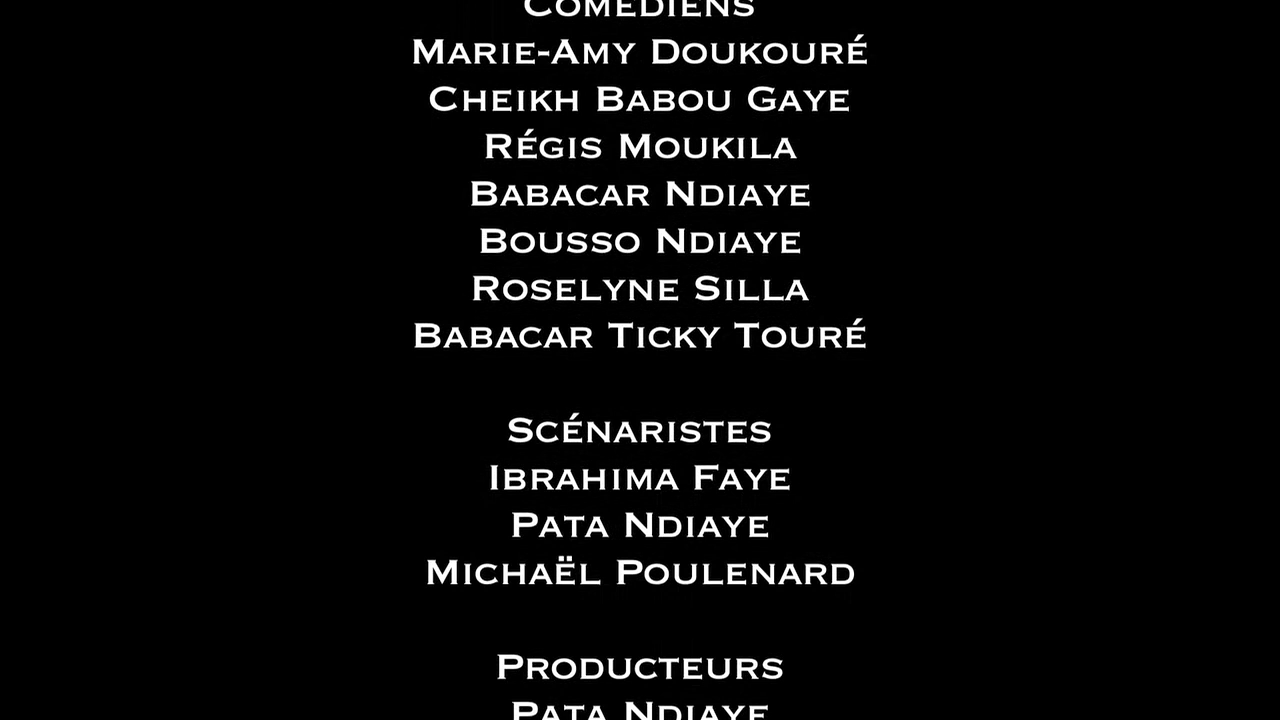 Comédiens
Marie-Amy Doukouré
Cheikh Babou Gaye
Régis Moukila
Babacar Ndiaye
Bousso Ndiaye
Roselyne Silla
Babacar Ticky Touré
Scénaristes
Ibrahima Faye
Pata Ndiaye
Michaël Poulenard
Producteurs
Pata Ndiaye